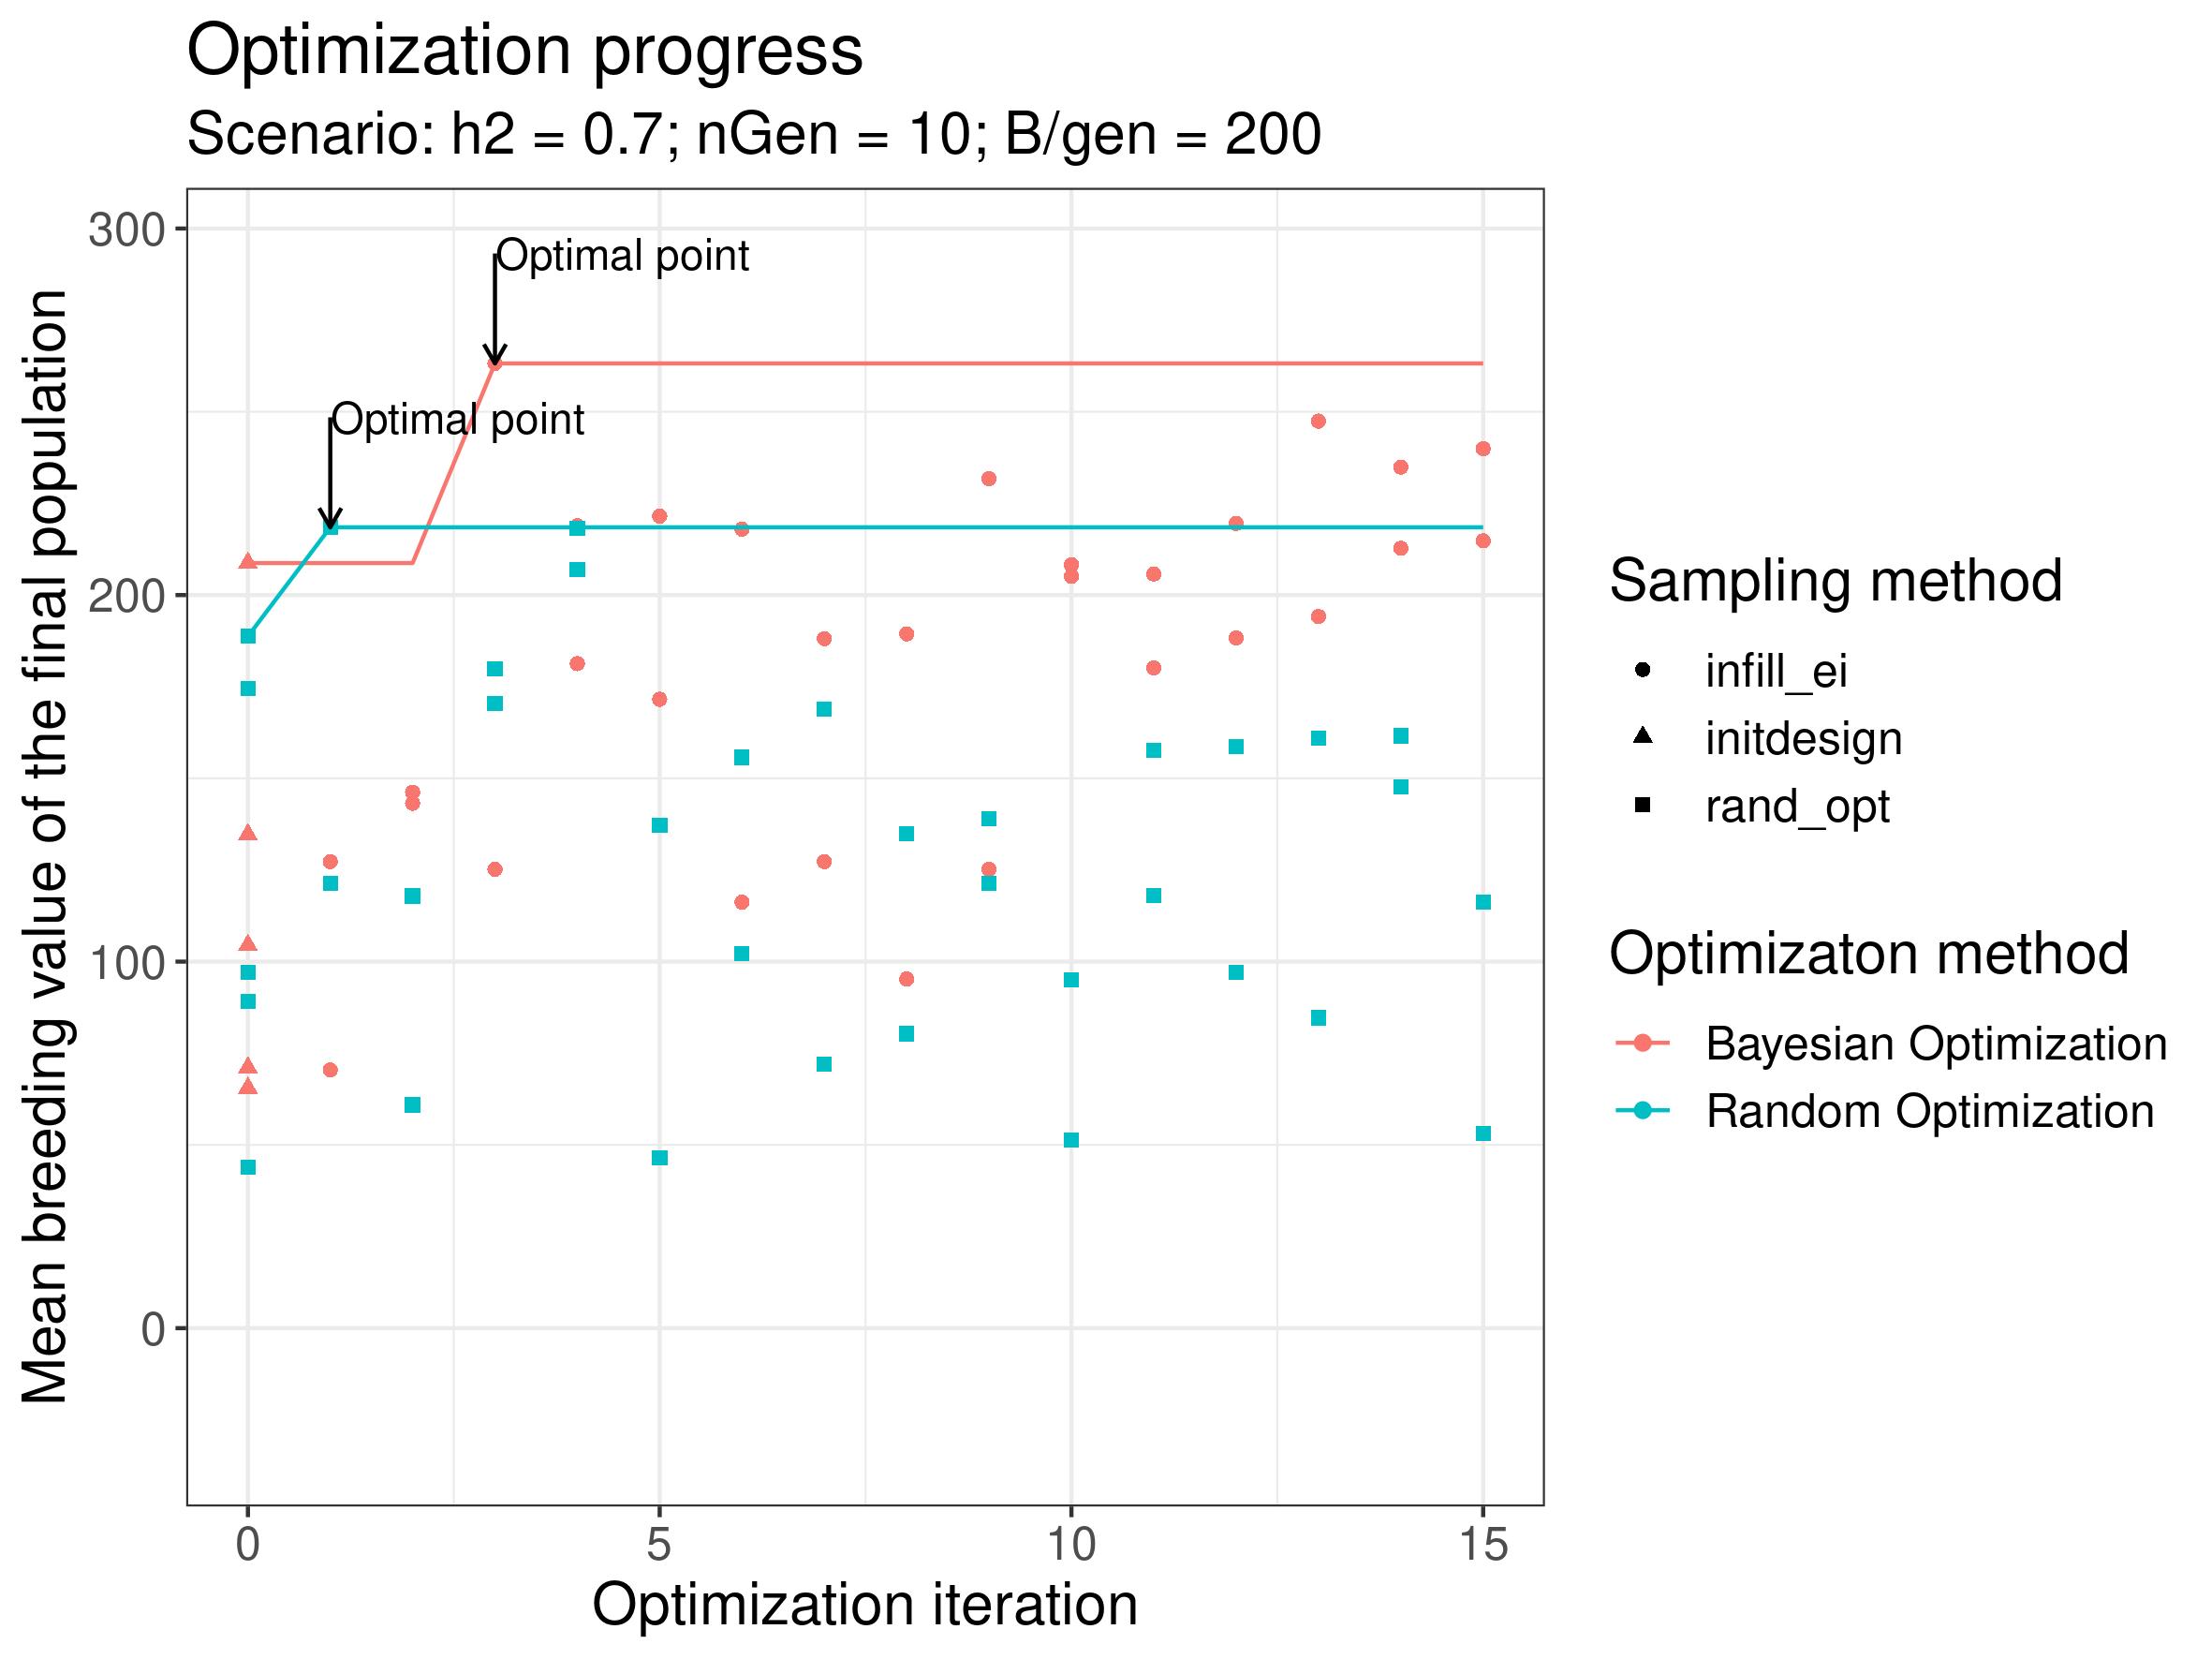 Optimization progress
Scenario: h2 = 0.7; nGen = 10; B/gen = 200
Mean breeding value of the final population
300
200
100
0
Optimal point
Optimal point
0
5
10
15
Optimization iteration
Sampling method
infill_ei
initdesign
rand_opt
Optimizaton method
Bayesian Optimization
Random Optimization